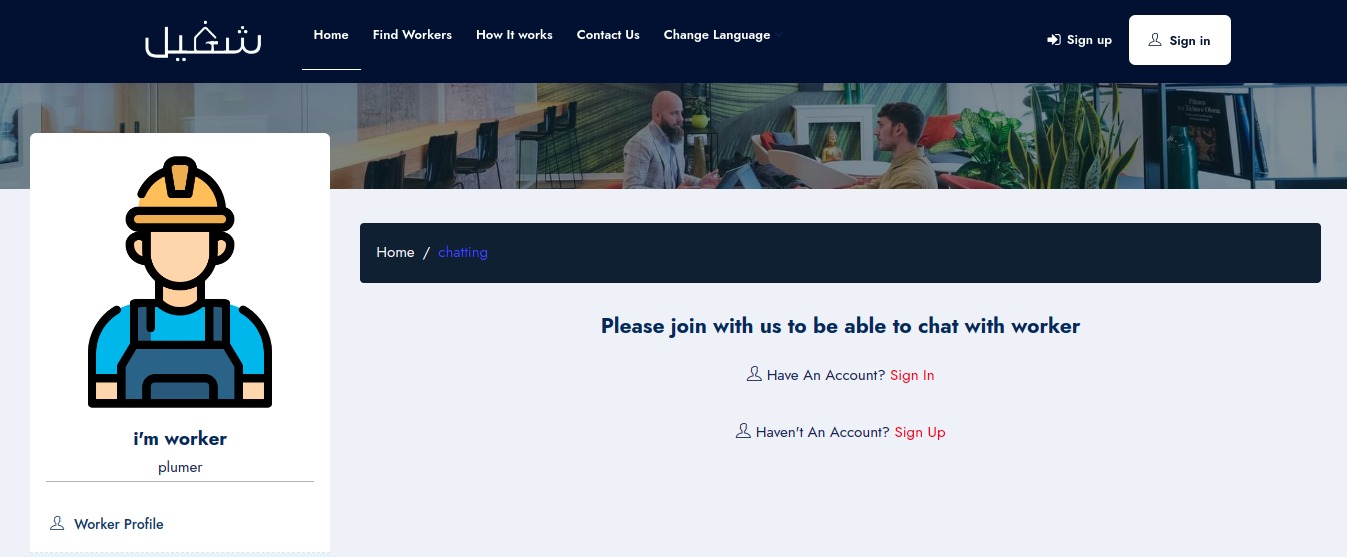 شغيل
Home Find Workers How It works Contact Us Change Language Sign up Sign in
Home / chatting
Please join with us to be able to chat with worker
Have An Account? Sign In
Haven't An Account? Sign Up
i'm worker
plumer
Worker Profile